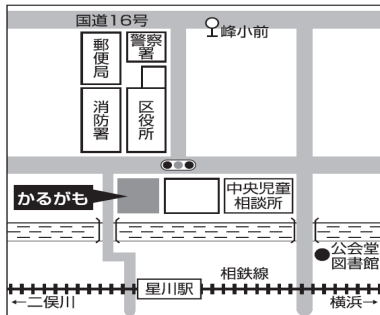 国道16号
峰小前
郵便局
警察署
消防署
区役所
かるがも
中央児童
相談所
公会堂
図書館
相鉄線
星川駅
←二俣川
横浜→